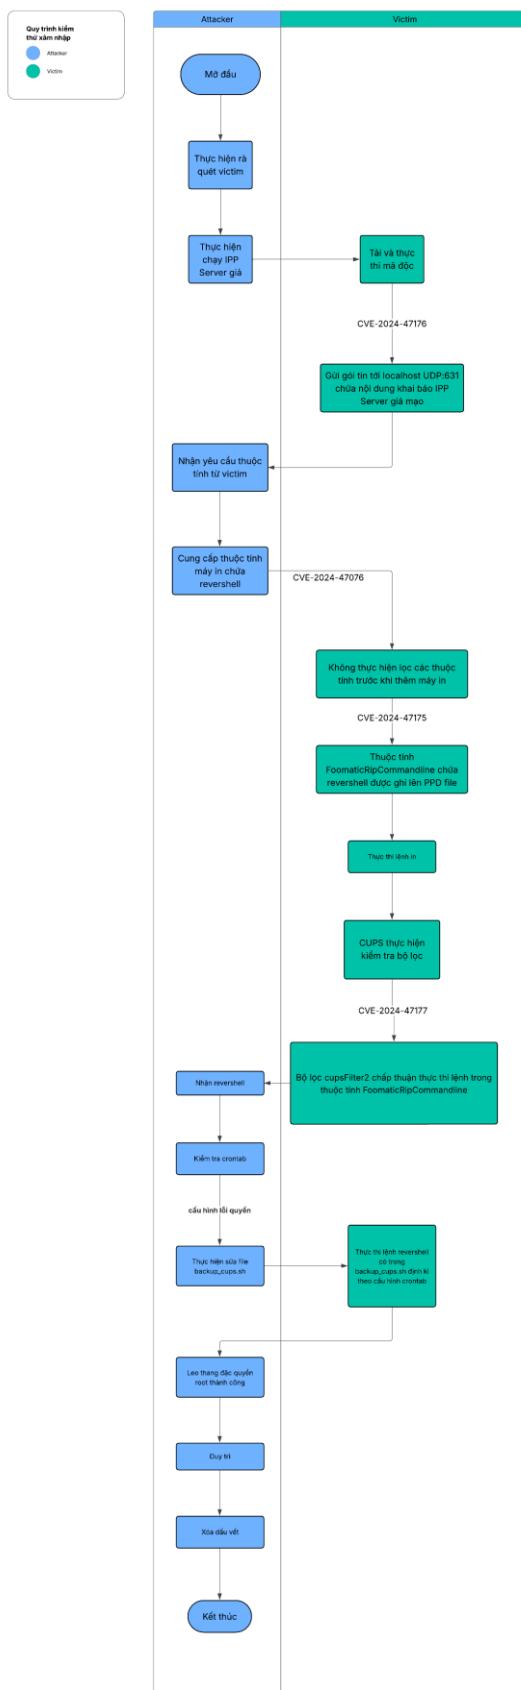 Quy trình kiểm
thử xâm nhập
Attacker
Victim
Attacker
Victim
Mở đầu
Thực hiện rà
quét victim
Thực hiện
chạy IPP
Server giả
Tải và thực
thi mã độc
CVE-2024-47176
Gửi gói tin tới localhost UDP:631
chứa nội dung khai báo IPP
Server giả mạo
Nhận yêu cầu thuộc
tính từ victim
Cung cấp thuộc tính
máy in chứa
revershell
CVE-2024-47076
Không thực hiện lọc các thuộc
tính trước khi thêm máy in
CVE-2024-47175
Thuộc tính
FoomaticRipCommandline chứa
revershell được ghi lên PPD file
Thực thi lệnh in
CUPS thực hiện
kiểm tra bộ lọc
CVE-2024-47177
Bộ lọc cupsFilter2 chấp thuận thực thi lệnh trong
thuộc tính FoomaticRipCommandline
Nhận revershell
Kiểm tra crontab
cấu hình lỗi quyền
Thực hiện sửa file
backup_cups.sh
Thực thi lệnh revershell
có trong
backup_cups.sh định kì
theo cấu hình crontab
Leo thang đặc quyền
root thành công
Duy trì
Xóa dấu vết
Kết thúc